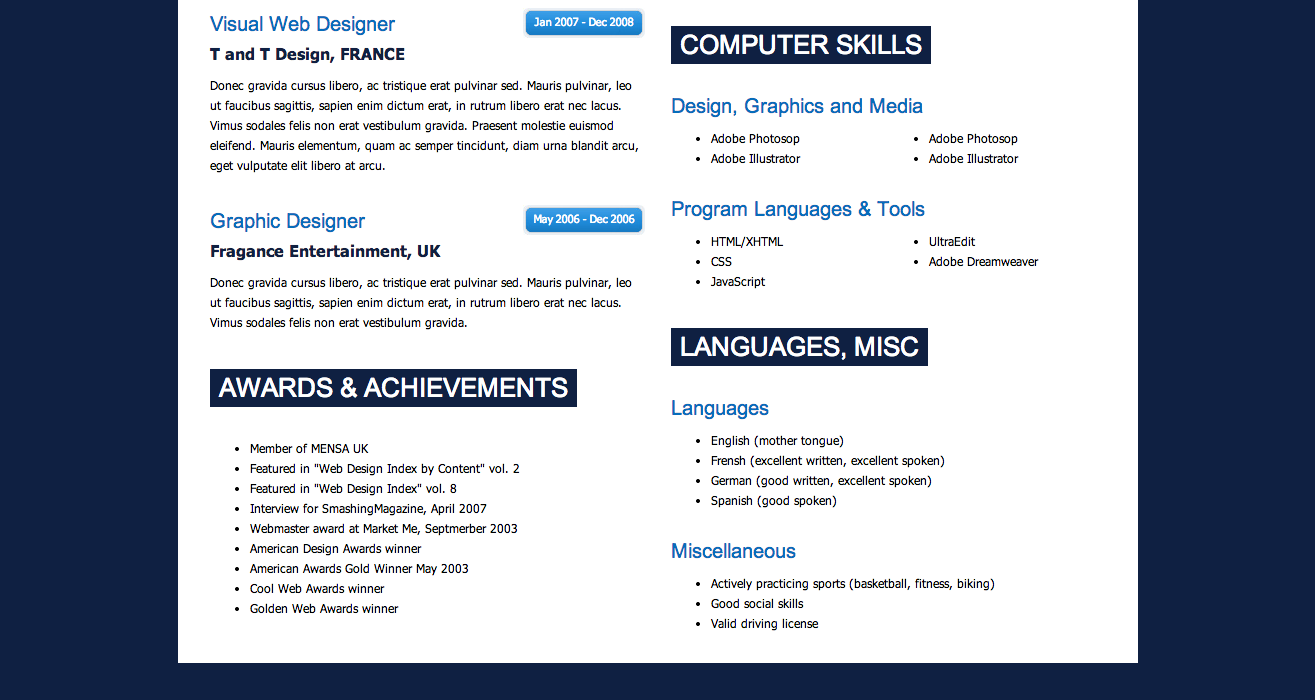 Visual Web Designer
Jan 2007 - Dec 2008
T and T Design, FRANCE
Donec gravida cursus libero, ac tristique erat pulvinar sed. Mauris pulvinar, leo
ut faucibus sagittis, sapien enim dictum erat, in rutrum libero erat nec lacus.
Vimus sodales felis non erat vestibulum gravida. Praesent molestie euismod
eleifend. Mauris elementum, quam ac semper tincidunt, diam urna blandit arcu,
eget vulputate elit libero at arcu.
Graphic Designer
May 2006 - Dec 2006
Fragance Entertainment, UK
Donec gravida cursus libero, ac tristique erat pulvinar sed. Mauris pulvinar, leo
ut faucibus sagittis, sapien enim dictum erat, in rutrum libero erat nec lacus.
Vimus sodales felis non erat vestibulum gravida.
AWARDS & ACHIEVEMENTS
• Member of MENSA UK
• Featured in "Web Design Index by Content" vol. 2
• Featured in "Web Design Index" vol. 8
• Interview for SmashingMagazine, April 2007
• Webmaster award at Market Me, Septmerber 2003
• American Design Awards winner
• American Awards Gold Winner May 2003
• Cool Web Awards winner
• Golden Web Awards winner
COMPUTER SKILLS
Design, Graphics and Media
• Adobe Photosop
• Adobe Illustrator
• Adobe Photosop
• Adobe Illustrator
Program Languages & Tools
• HTML/XHTML
• CSS
• JavaScript
• UltraEdit
• Adobe Dreamweaver
LANGUAGES, MISC
Languages
• English (mother tongue)
• Frensh (excellent written, excellent spoken)
• German (good written, excellent spoken)
• Spanish (good spoken)
Miscellaneous
• Actively practicing sports (basketball, fitness, biking)
• Good social skills
• Valid driving license